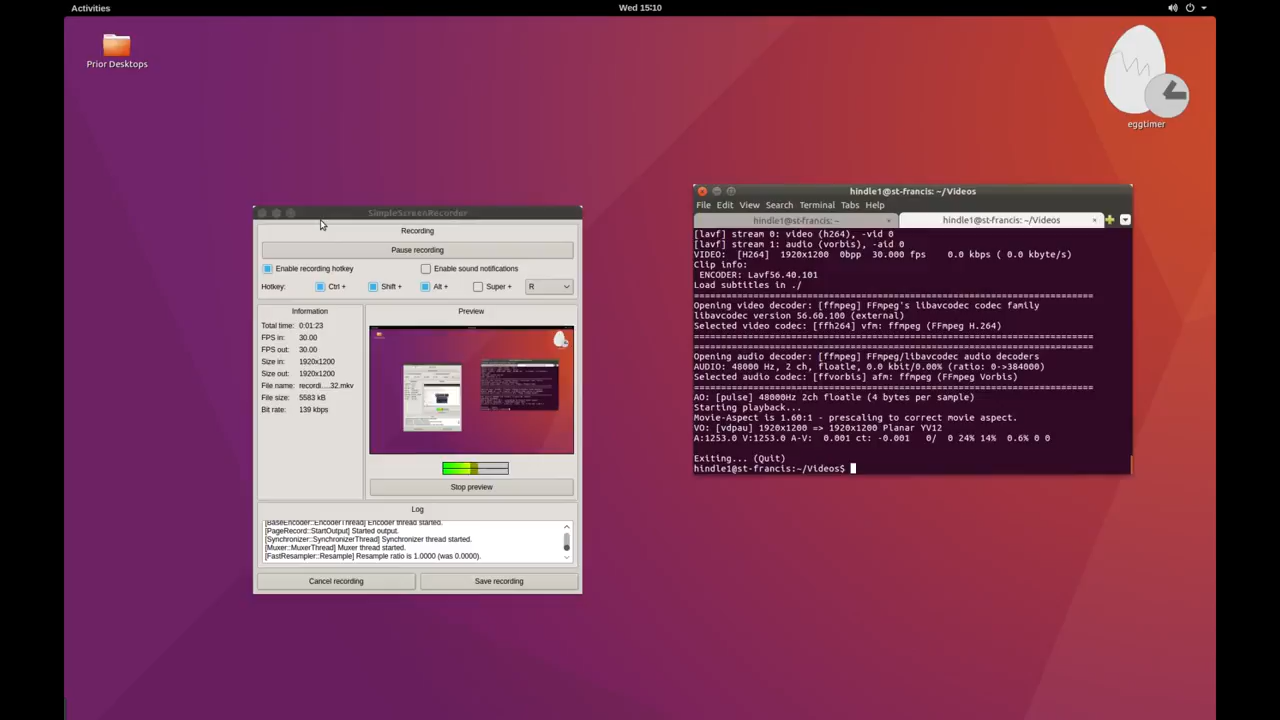 Activities
Wed 15:10
Prior Desktops
eggtimer
SimpleScreenRecorder
Recording
Pause recording
Enable recording hotkey
Enable sound notifications
Hotkey: Ctrl + Shift + Alt + Super + R
Information
Total time: 0:01:23
FPS in: 30.00
FPS out: 30.00
Size in: 1920x1200
Size out: 1920x1200
File name: recordi....32.mkv
File size: 5583 kB
Bit rate: 139 kbps
Preview
Stop preview
Log
[BaseEncoder::EncoderThread] Encoder thread started.
[PageRecord::StartOutput] Started output.
[Synchronizer::SynchronizerThread] Synchronizer thread started.
[Muxer::MuxerThread] Muxer thread started.
[FastResampler::Resample] Resample ratio is 1.0000 (was 0.0000).
Cancel recording
Save recording
hindle1@st-francis: ~/Videos
File Edit View Search Terminal Tabs Help
hindle1@st-francis: ~
hindle1@st-francis: ~/Videos
[lavf] stream 0: video (h264), -vid 0
[lavf] stream 1: audio (vorbis), -aid 0
VIDEO: [H264] 1920x1200 0bpp 30.000 fps 0.0 kbps ( 0.0 kbyte/s)
Clip info:
ENCODER: Lavf56.40.101
Load subtitles in ./
==========================================================================
Opening video decoder: [ffmpeg] FFmpeg's libavcodec codec family
libavcodec version 56.60.100 (external)
Selected video codec: [ffh264] vfm: ffmpeg (FFmpeg H.264)
==========================================================================
==========================================================================
Opening audio decoder: [ffmpeg] FFmpeg/libavcodec audio decoders
AUDIO: 48000 Hz, 2 ch, floatle, 0.0 kbit/0.00% (ratio: 0->384000)
Selected audio codec: [ffvorbis] afm: ffmpeg (FFmpeg Vorbis)
==========================================================================
AO: [pulse] 48000Hz 2ch floatle (4 bytes per sample)
Starting playback...
Movie-Aspect is 1.60:1 - prescaling to correct movie aspect.
VO: [vdpau] 1920x1200 => 1920x1200 Planar YV12
A:1253.0 V:1253.0 A-V: 0.001 ct: -0.001 0/ 0 24% 14% 0.6% 0 0
Exiting... (Quit)
hindle1@st-francis:~/Videos$